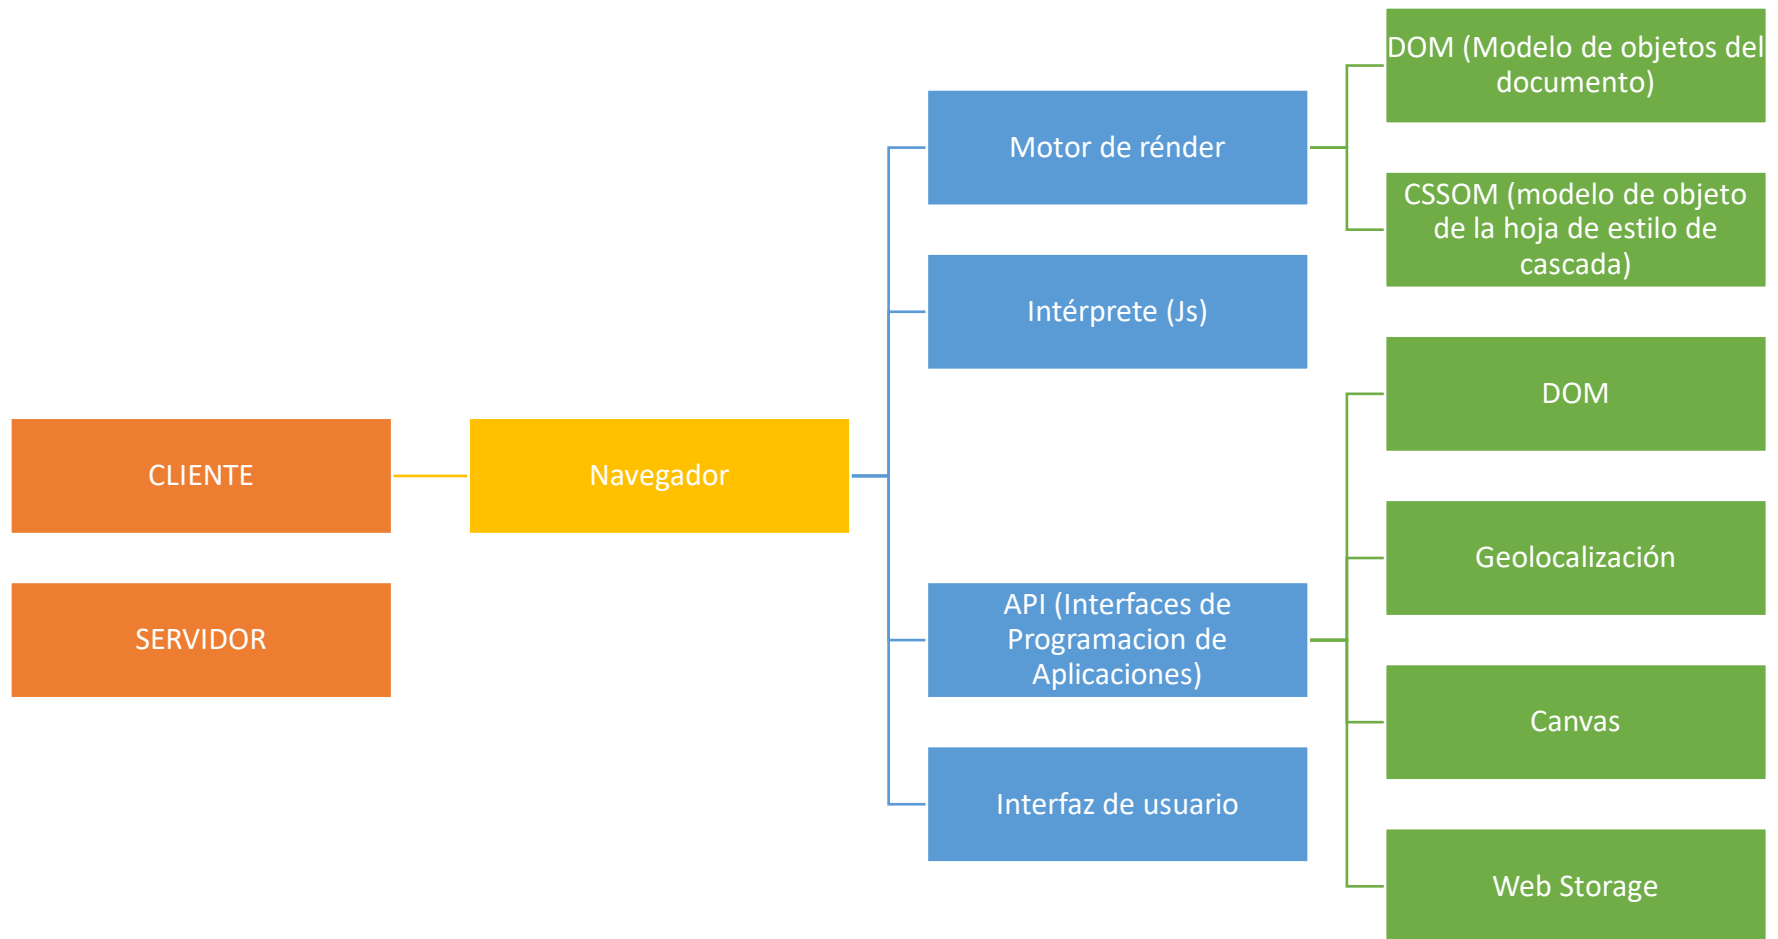 CLIENTE
SERVIDOR
Navegador
Motor de rénder
Intérprete (Js)
API (Interfaces de
Programacion de
Aplicaciones)
Interfaz de usuario
DOM (Modelo de objetos del
documento)
CSSOM (modelo de objeto
de la hoja de estilo de
cascada)
DOM
Geolocalización
Canvas
Web Storage